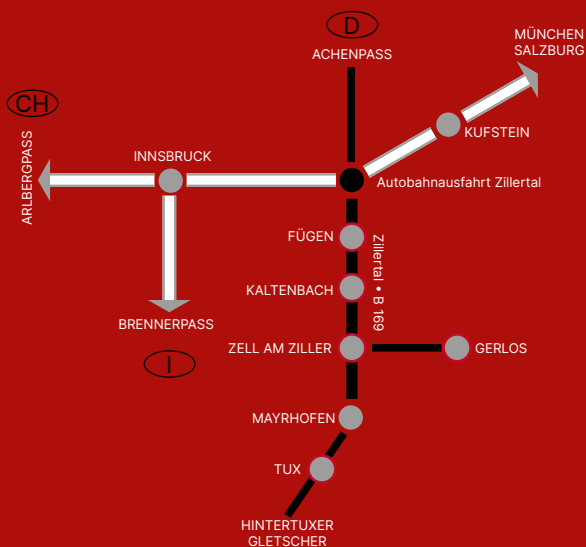 D
ACHENPASS
MÜNCHEN
SALZBURG
CH
KUFSTEIN
ARLBERGPASS
INNSBRUCK
Autobahnausfahrt Zillertal
FÜGEN
Zillertal • B 169
KALTENBACH
BRENNERPASS
I
ZELL AM ZILLER
GERLOS
MAYRHOFEN
TUX
HINTERTUXER
GLETSCHER